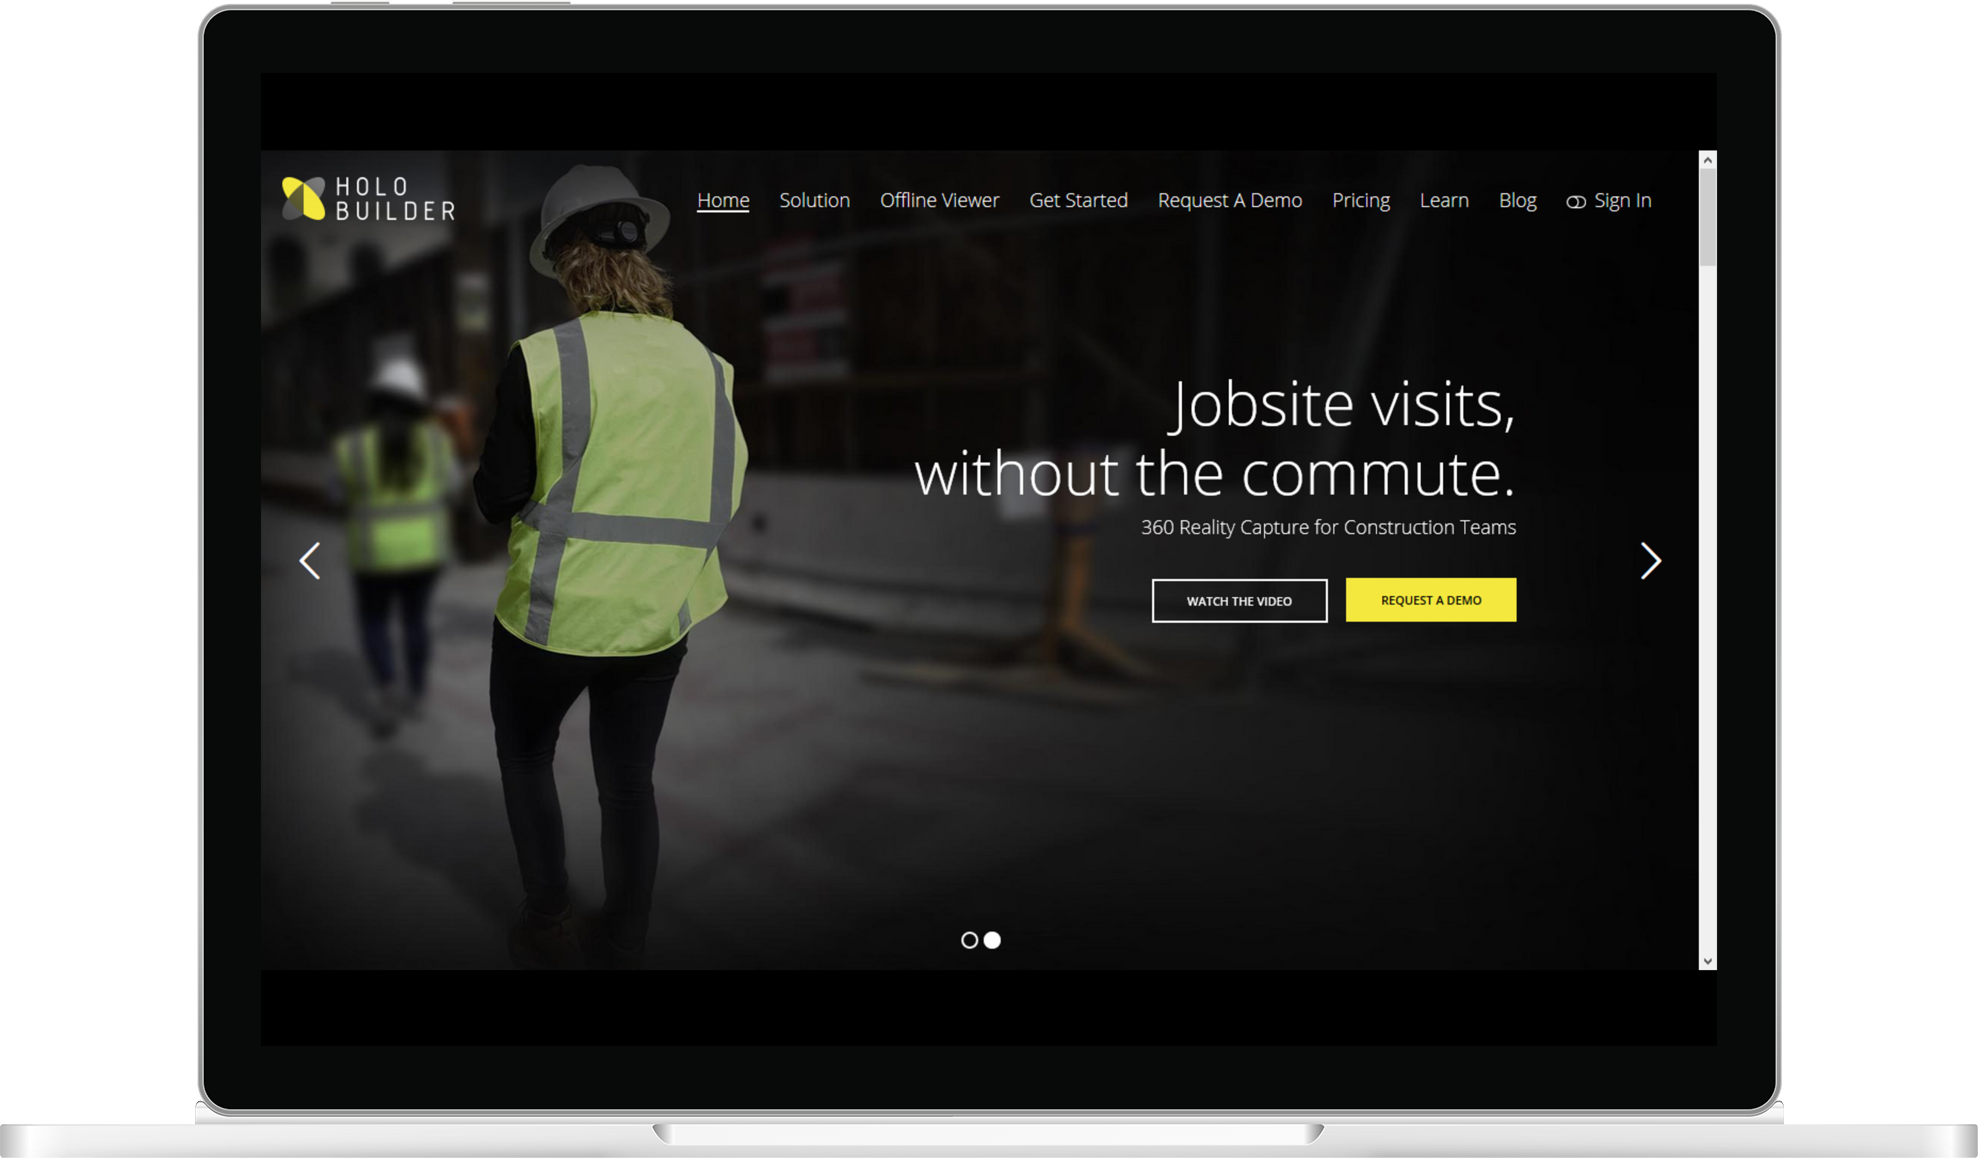 HOLO
BUILDER
Home Solution Offline Viewer Get Started Request A Demo Pricing Learn Blog Sign In
Jobsite visits,
without the commute.
360 Reality Capture for Construction Teams
WATCH THE VIDEO REQUEST A DEMO